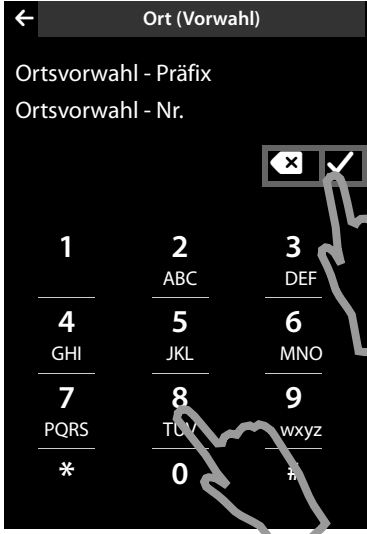 Ort (Vorwahl)
Ortsvorwahl - Präfix
Ortsvorwahl - Nr.
1 2 3
ABC DEF
4 5 6
GHI JKL MNO
7 8 9
PQRS TUV wxyz
* 0 #